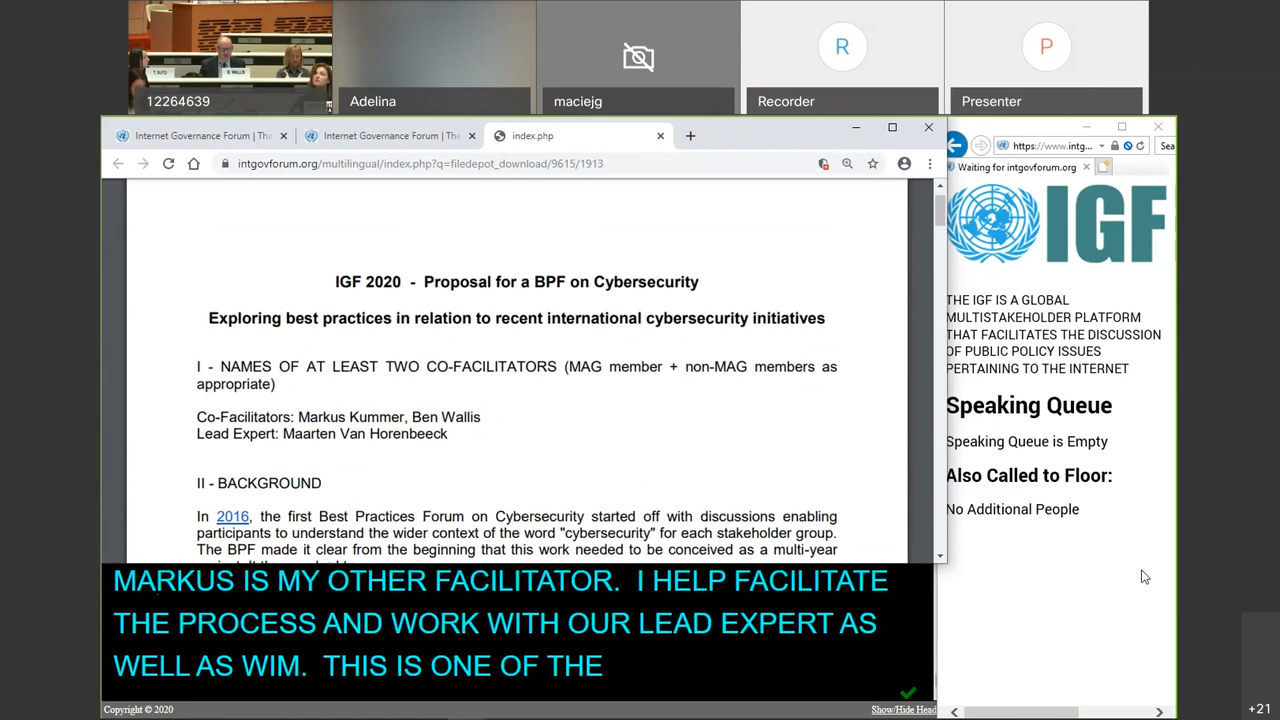 T. SUTO
B. WALLIS
12264639
Adelina
maciejg
R
Recorder
P
Presenter
Internet Governance Forum | The
Internet Governance Forum | The
index.php
intgovforum.org/multilingual/index.php?q=filedepot_download/9615/1913
IGF 2020 - Proposal for a BPF on Cybersecurity
Exploring best practices in relation to recent international cybersecurity initiatives
I - NAMES OF AT LEAST TWO CO-FACILITATORS (MAG member + non-MAG members as
appropriate)
Co-Facilitators: Markus Kummer, Ben Wallis
Lead Expert: Maarten Van Horenbeeck
II - BACKGROUND
In 2016, the first Best Practices Forum on Cybersecurity started off with discussions enabling
participants to understand the wider context of the word "cybersecurity" for each stakeholder group.
The BPF made it clear from the beginning that this work needed to be conceived as a multi-year
MARKUS IS MY OTHER FACILITATOR. I HELP FACILITATE
THE PROCESS AND WORK WITH OUR LEAD EXPERT AS
WELL AS WIM. THIS IS ONE OF THE
Copyright © 2020
Show/Hide Head
https://www.intg...
Sea
Waiting for intgovforum.org
IGF
THE IGF IS A GLOBAL
MULTISTAKEHOLDER PLATFORM
THAT FACILITATES THE DISCUSSION
OF PUBLIC POLICY ISSUES
PERTAINING TO THE INTERNET
Speaking Queue
Speaking Queue is Empty
Also Called to Floor:
No Additional People
+21